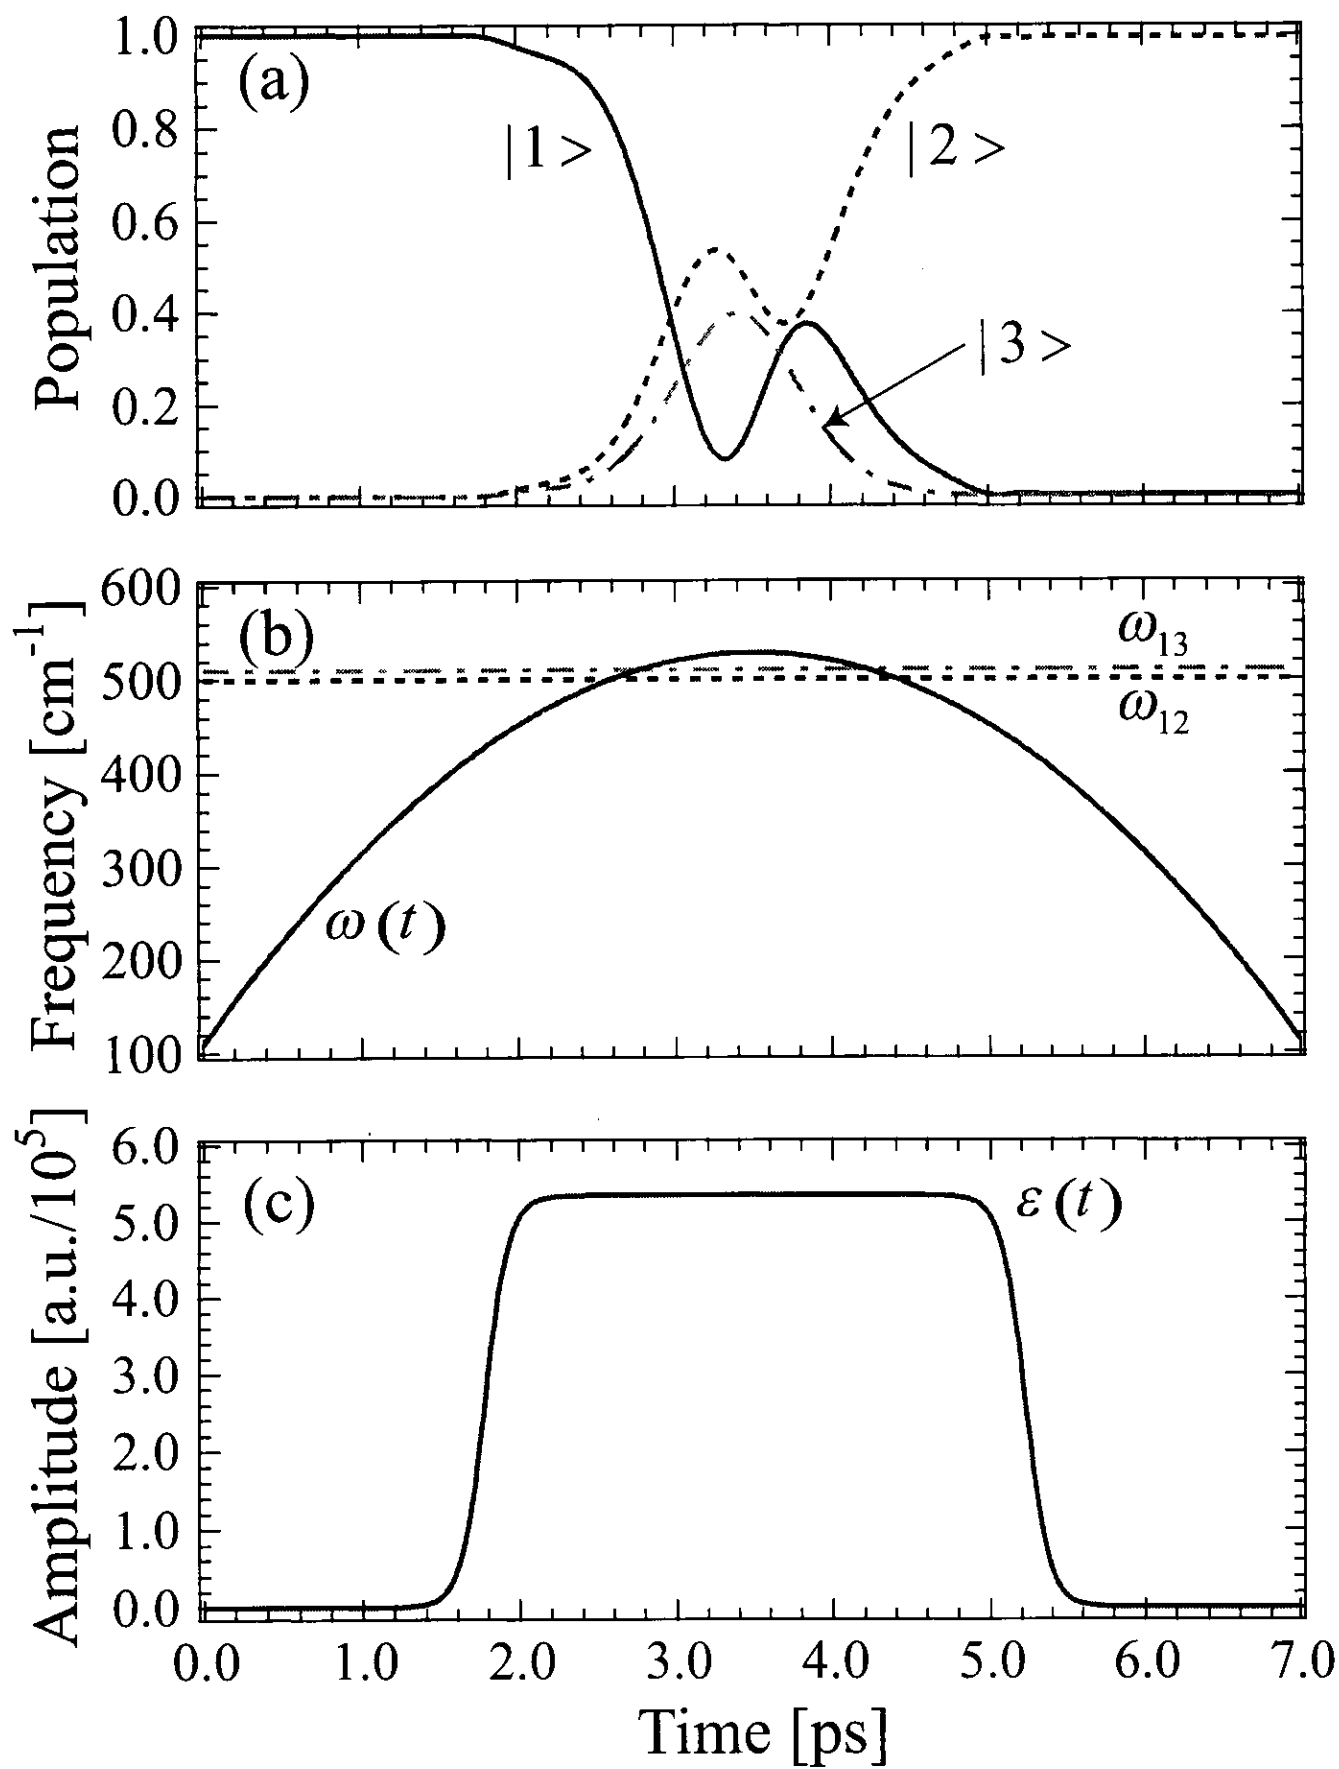 1.0
(a)
0.8
|1>
|2>
0.6
Population
0.4
|3>
0.2
0.0
600
(b)
ω13
500
ω12
400
Frequency [cm-1]
300
ω(t)
200
100
6.0
(c)
ε(t)
5.0
4.0
Amplitude [a.u./10^5]
3.0
2.0
1.0
0.0
0.0 1.0 2.0 3.0 4.0 5.0 6.0 7.0
Time [ps]